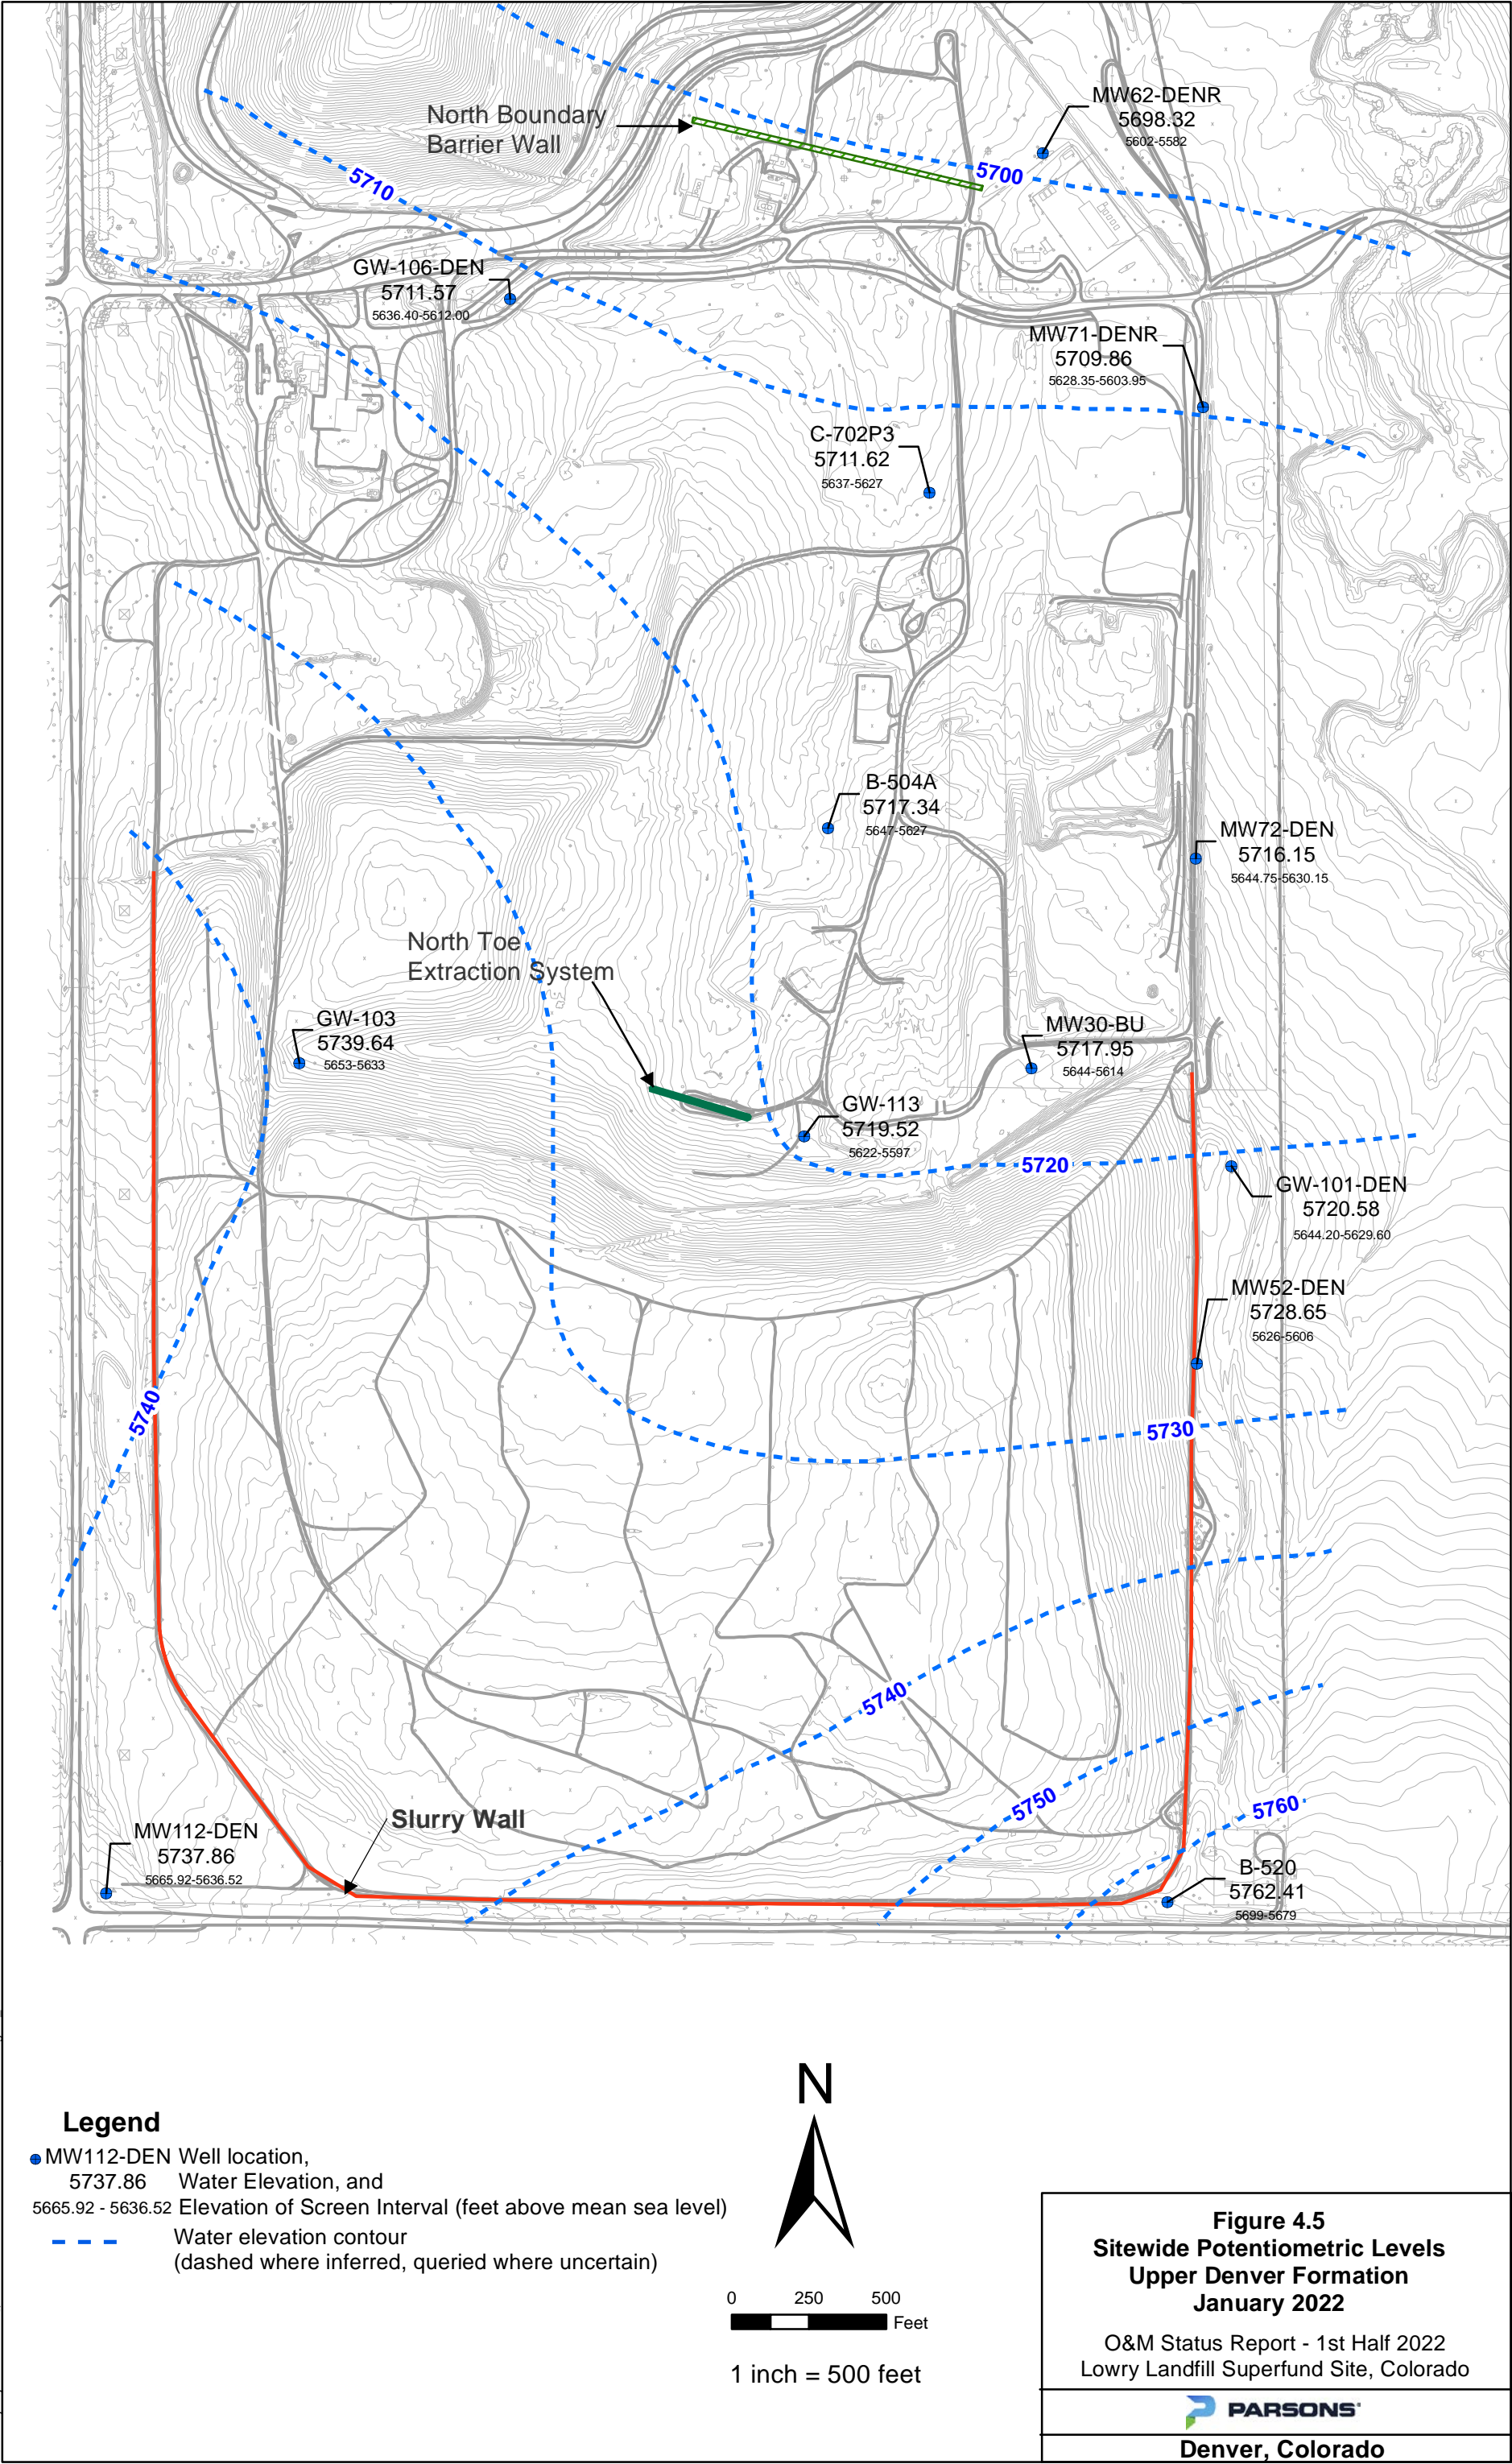 North Boundary
Barrier Wall
MW62-DENR
5698.32
5602-5582
5700
5710
GW-106-DEN
5711.57
5636.40-5612.00
MW71-DENR
5709.86
5628.35-5603.95
C-702P3
5711.62
5637-5627
B-504A
5717.34
5647-5627
MW72-DEN
5716.15
5644.75-5630.15
North Toe
Extraction System
GW-103
5739.64
5653-5633
MW30-BU
5717.95
5644-5614
GW-113
5719.52
5622-5597
5720
GW-101-DEN
5720.58
5644.20-5629.60
MW52-DEN
5728.65
5626-5606
5740
5730
5740
5750
5760
Slurry Wall
MW112-DEN
5737.86
5665.92-5636.52
B-520
5762.41
5699-5679
N
Legend
MW112-DEN Well location,
5737.86 Water Elevation, and
5665.92 - 5636.52 Elevation of Screen Interval (feet above mean sea level)
Water elevation contour
(dashed where inferred, queried where uncertain)
0 250 500
Feet
1 inch = 500 feet
Figure 4.5
Sitewide Potentiometric Levels
Upper Denver Formation
January 2022
O&M Status Report - 1st Half 2022
Lowry Landfill Superfund Site, Colorado
PARSONS
Denver, Colorado